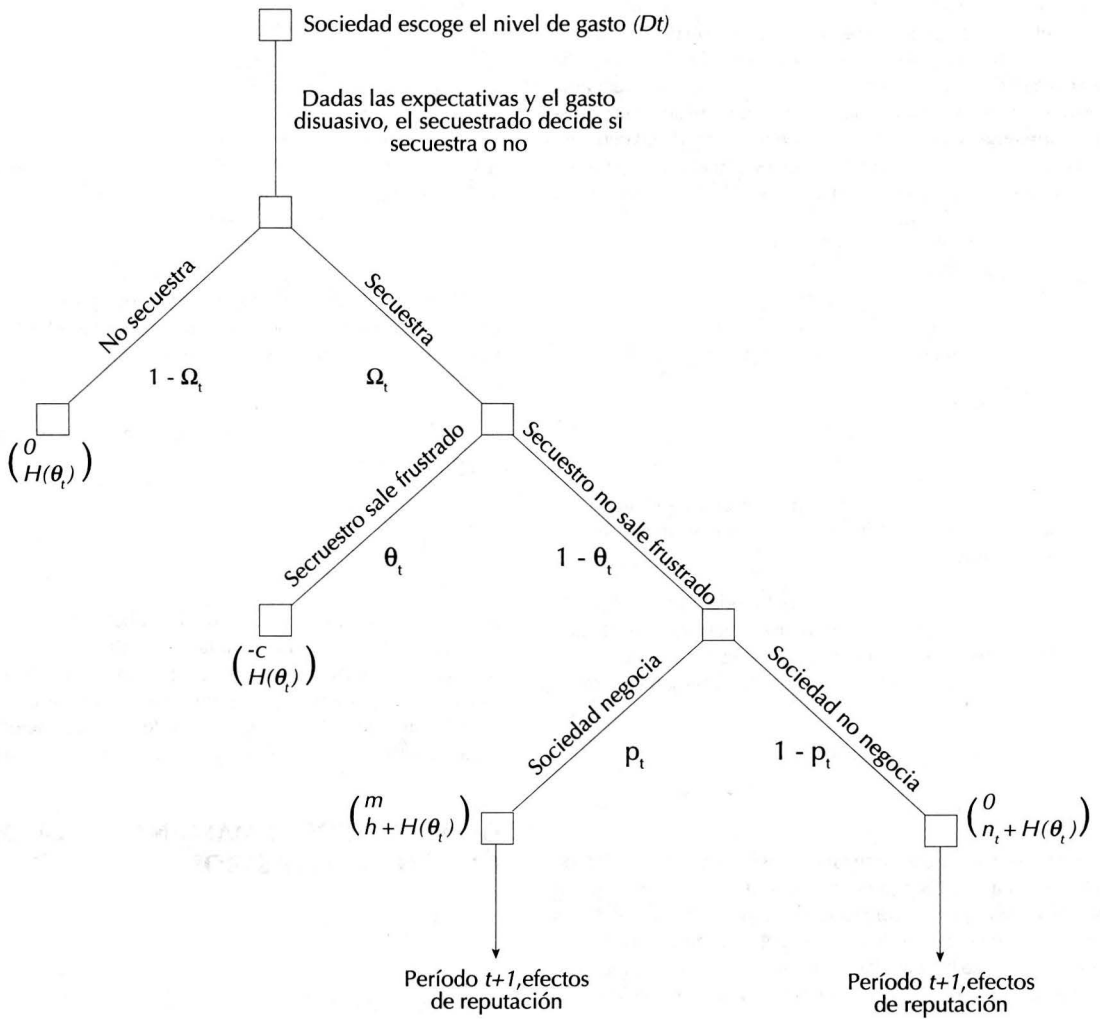 Sociedad escoge el nivel de gasto (Dt)
Dadas las expectativas y el gasto
disuasivo, el secuestrado decide si
secuestra o no
No secuestra
Secuestra
1 - Ωt
Ωt
0
H(θt)
Secruestro sale frustrado
Secuestro no sale frustrado
θt
1 - θt
-c
H(θt)
Sociedad negocia
Sociedad no negocia
pt
1 - pt
m
h + H(θt)
0
nt + H(θt)
Período t+1,efectos
de reputación
Período t+1,efectos
de reputación